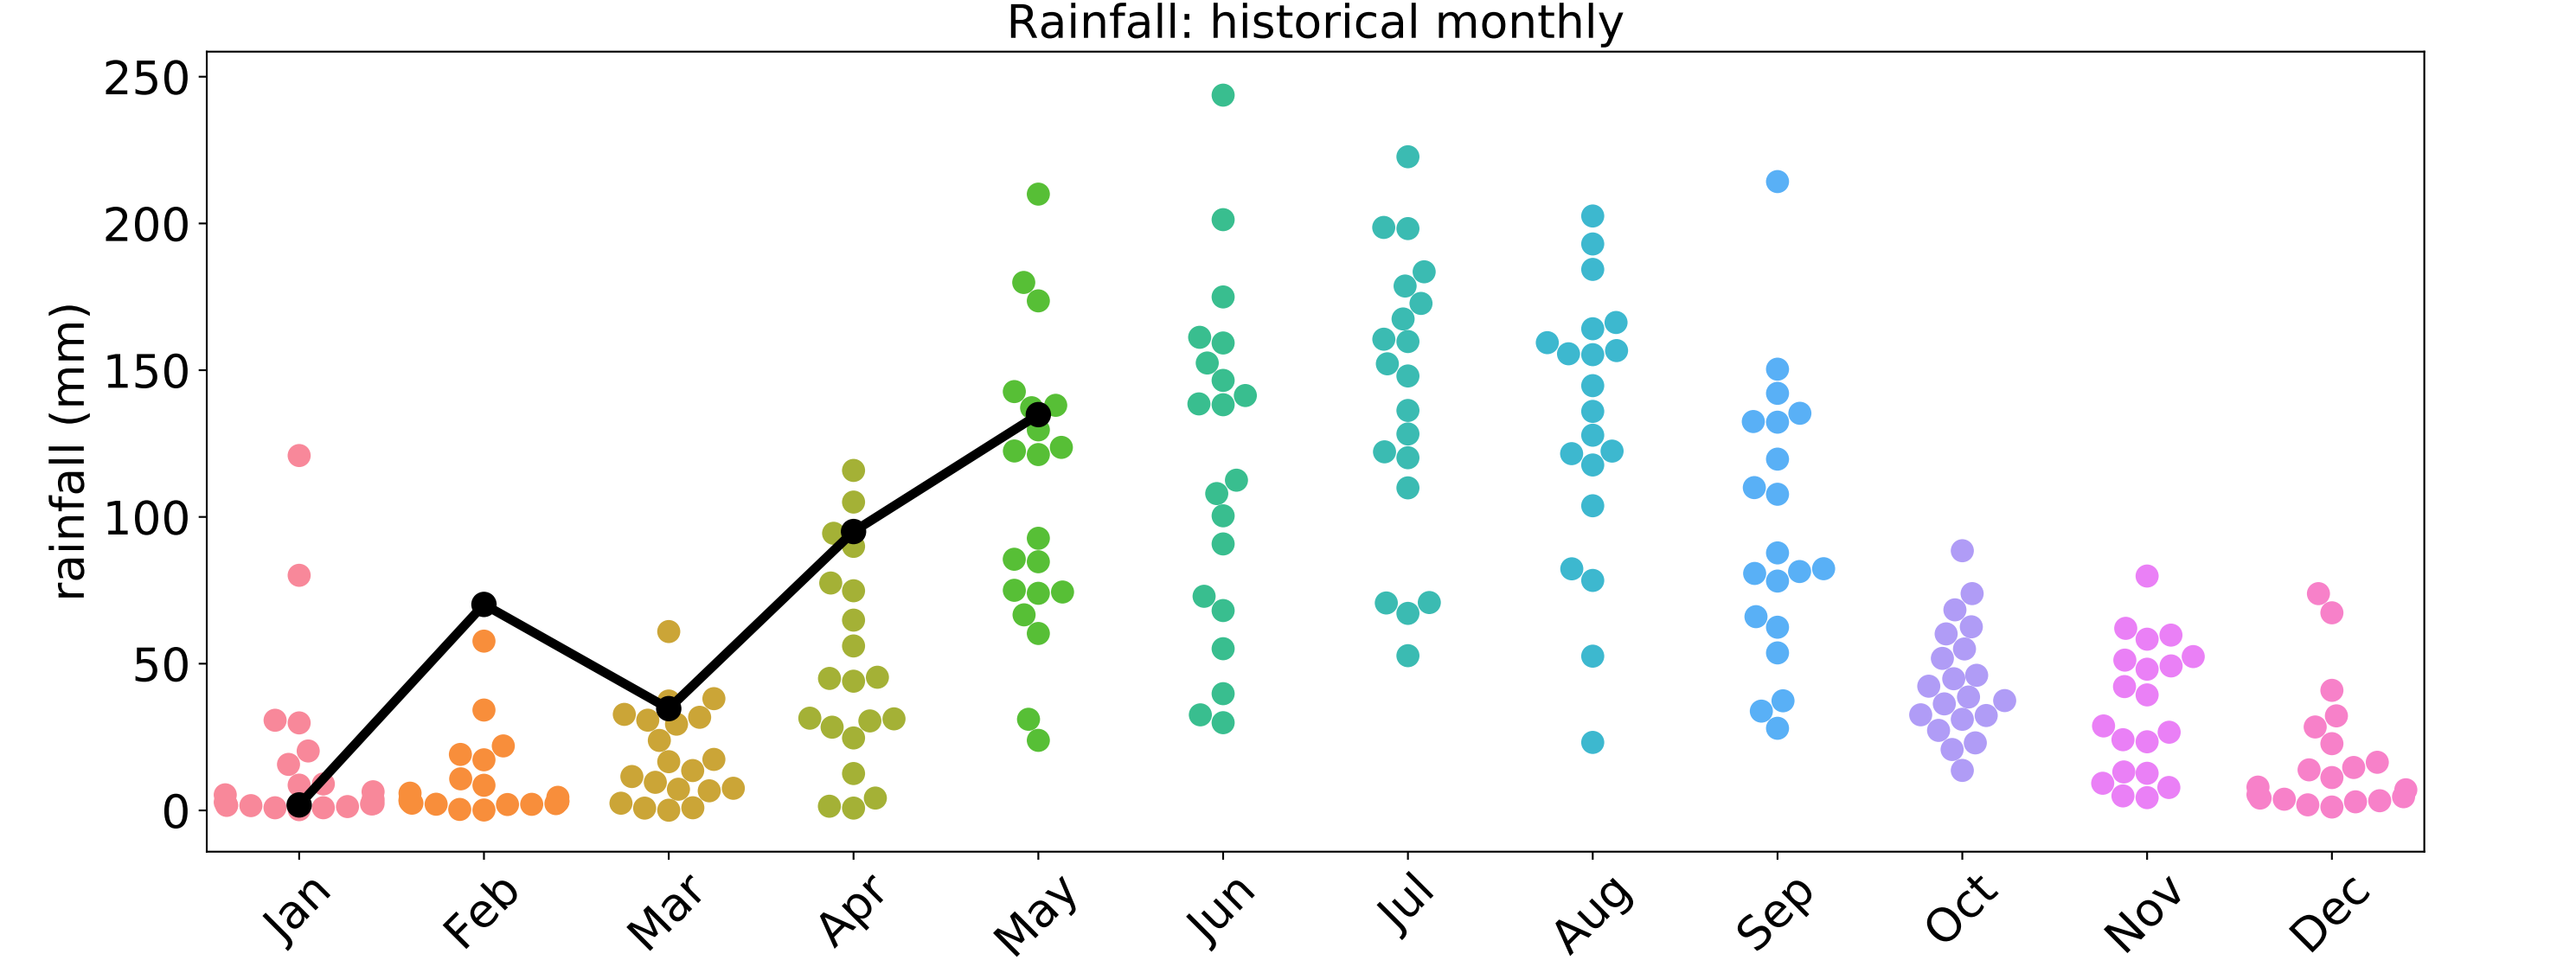 Rainfall: historical monthly
rainfall (mm)
250
200
150
100
50
0
Jan
Feb
Mar
Apr
May
Jun
Jul
Aug
Sep
Oct
Nov
Dec